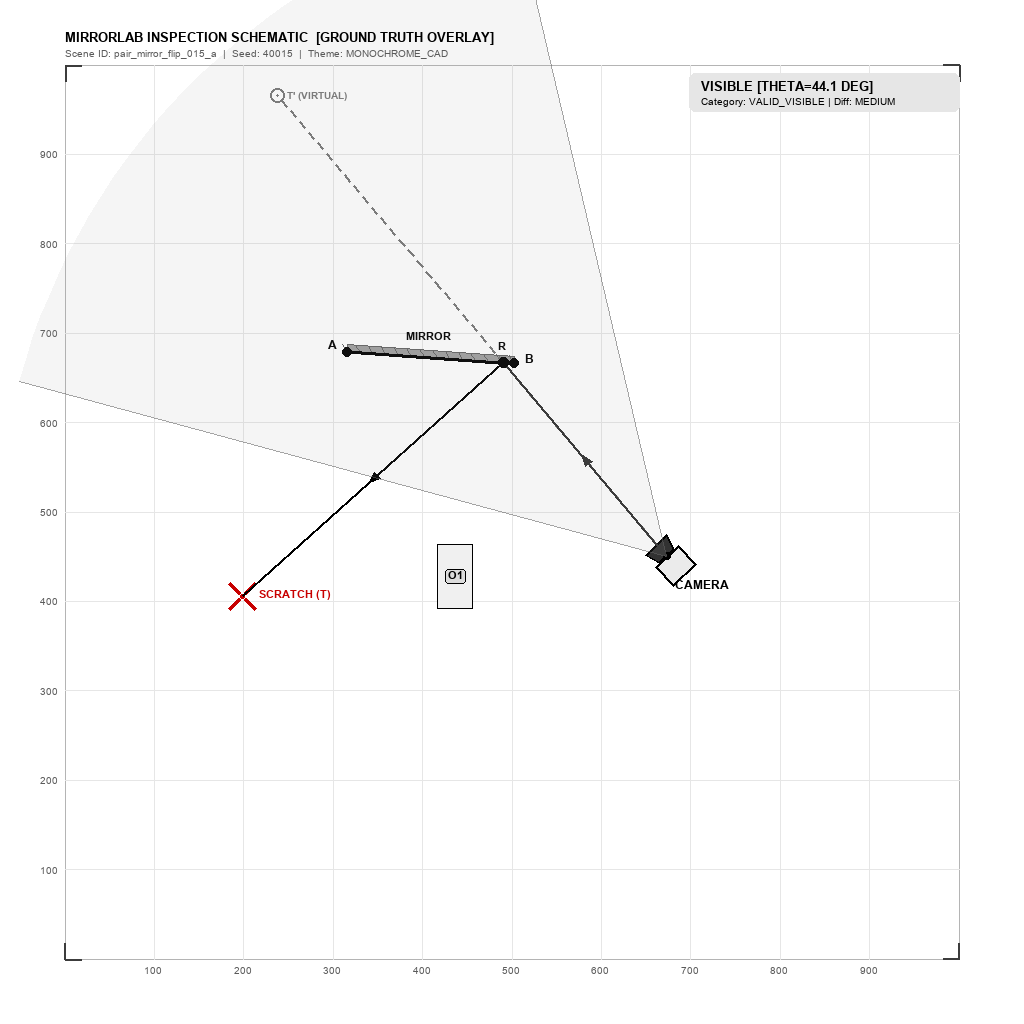 MIRRORLAB INSPECTION SCHEMATIC  [GROUND TRUTH OVERLAY]
Scene ID: pair_mirror_flip_015_a  |  Seed: 40015  |  Theme: MONOCHROME_CAD
VISIBLE [THETA=44.1 DEG]
Category: VALID_VISIBLE | Diff: MEDIUM
T' (VIRTUAL)
900
800
700
MIRROR
A
R
B
600
500
O1
CAMERA
SCRATCH (T)
400
300
200
100
100 200 300 400 500 600 700 800 900